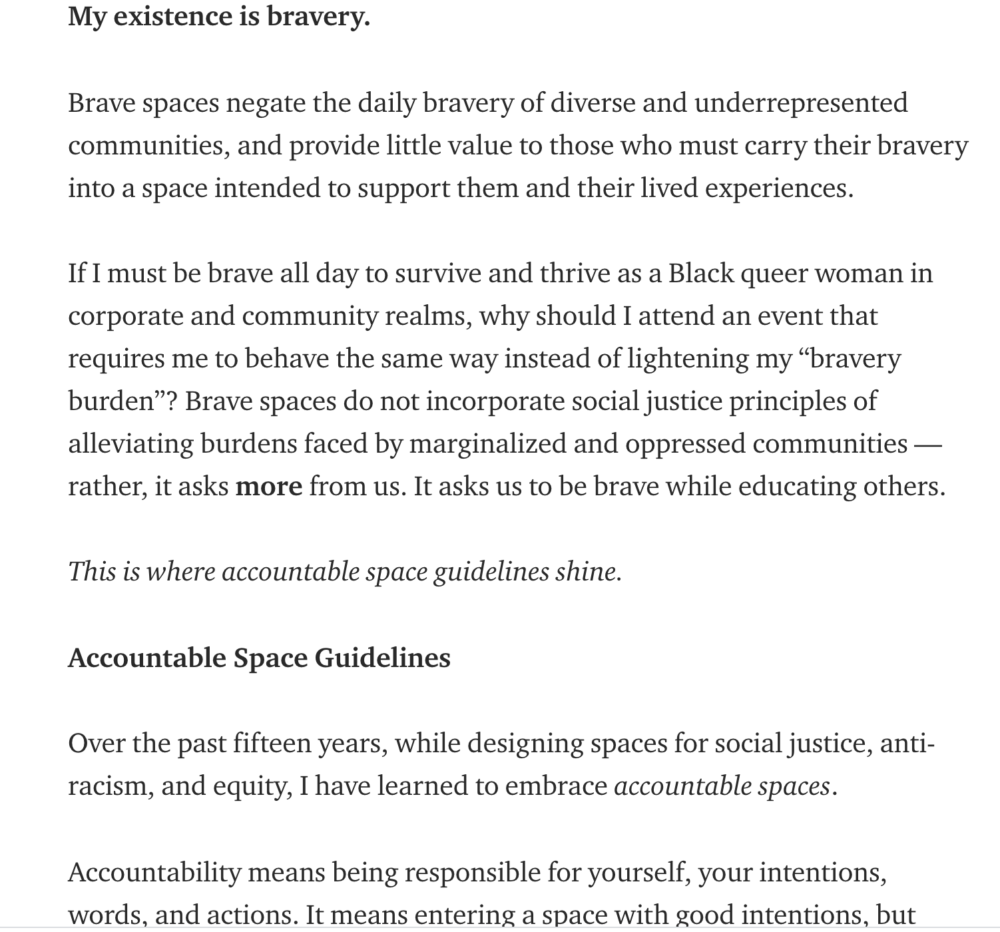 My existence is bravery.
Brave spaces negate the daily bravery of diverse and underrepresented
communities, and provide little value to those who must carry their bravery
into a space intended to support them and their lived experiences.
If I must be brave all day to survive and thrive as a Black queer woman in
corporate and community realms, why should I attend an event that
requires me to behave the same way instead of lightening my “bravery
burden”? Brave spaces do not incorporate social justice principles of
alleviating burdens faced by marginalized and oppressed communities —
rather, it asks more from us. It asks us to be brave while educating others.
This is where accountable space guidelines shine.
Accountable Space Guidelines
Over the past fifteen years, while designing spaces for social justice, anti-
racism, and equity, I have learned to embrace accountable spaces.
Accountability means being responsible for yourself, your intentions,
words, and actions. It means entering a space with good intentions, but